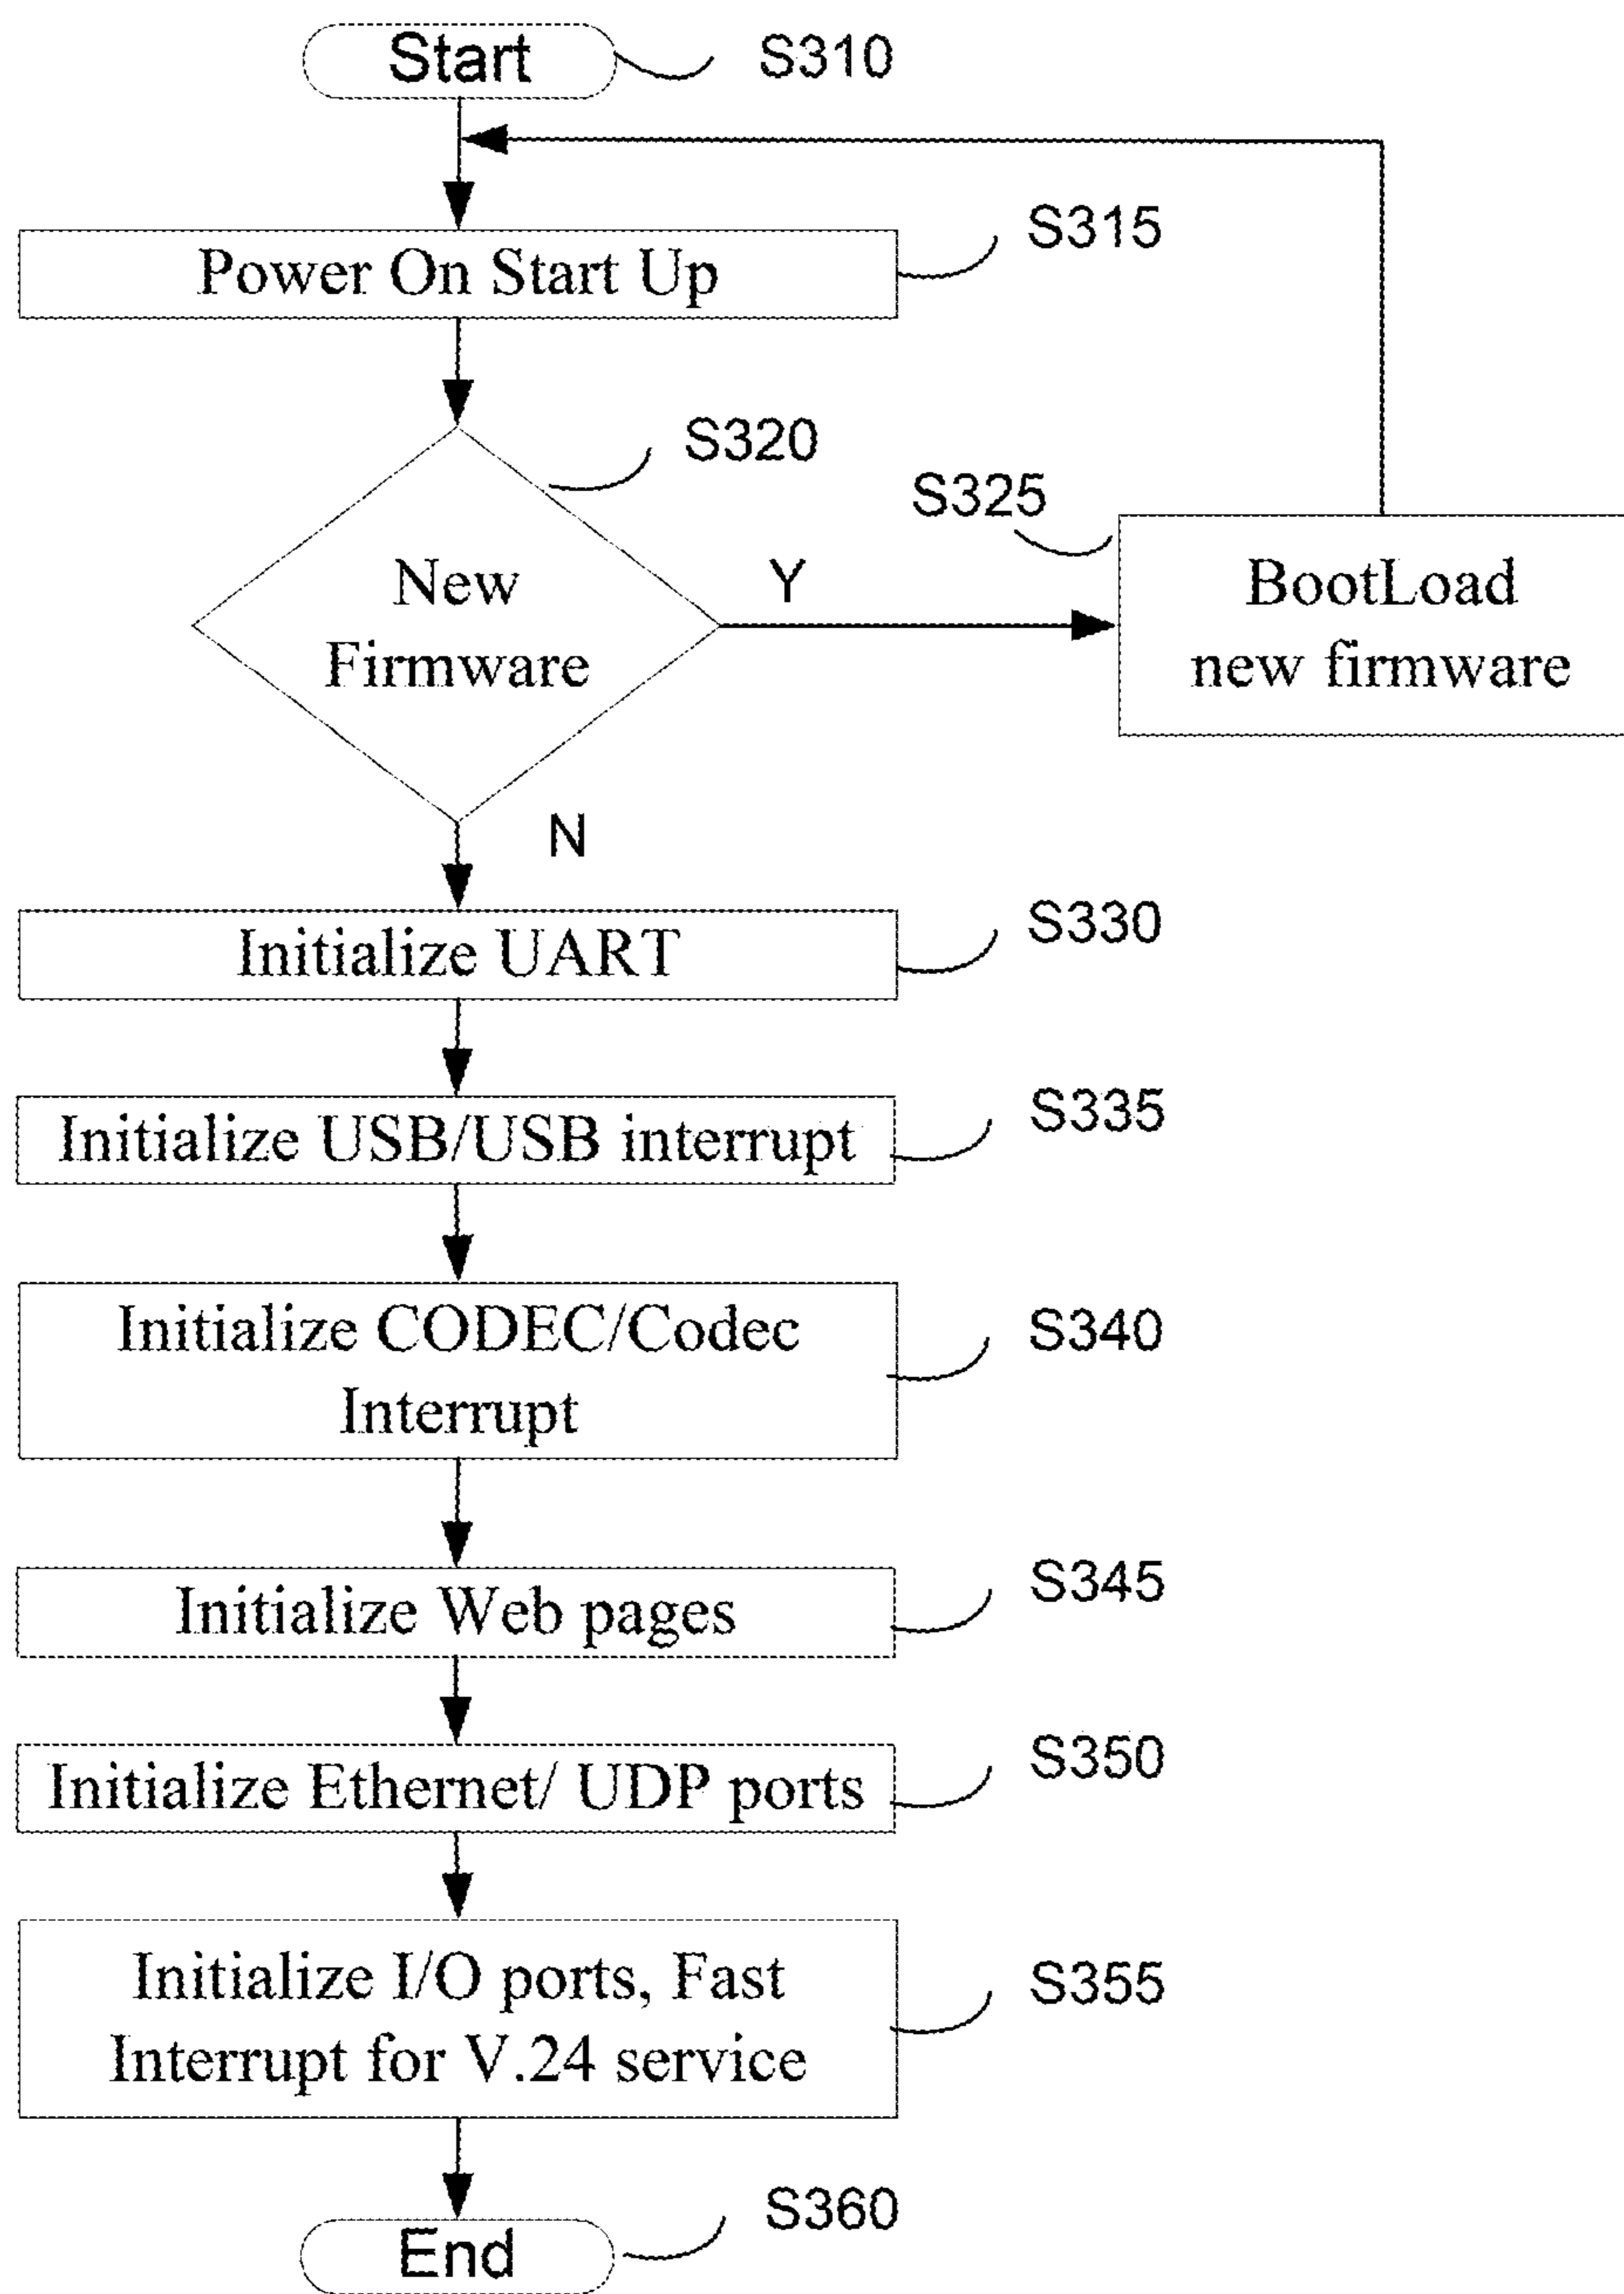 Start
S310
Power On Start Up
S315
S320
New
Firmware
Y
S325
BootLoad
new firmware
N
Initialize UART
S330
Initialize USB/USB interrupt
S335
Initialize CODEC/Codec
Interrupt
S340
Initialize Web pages
S345
Initialize Ethernet/ UDP ports
S350
Initialize I/O ports, Fast
Interrupt for V.24 service
S355
End
S360